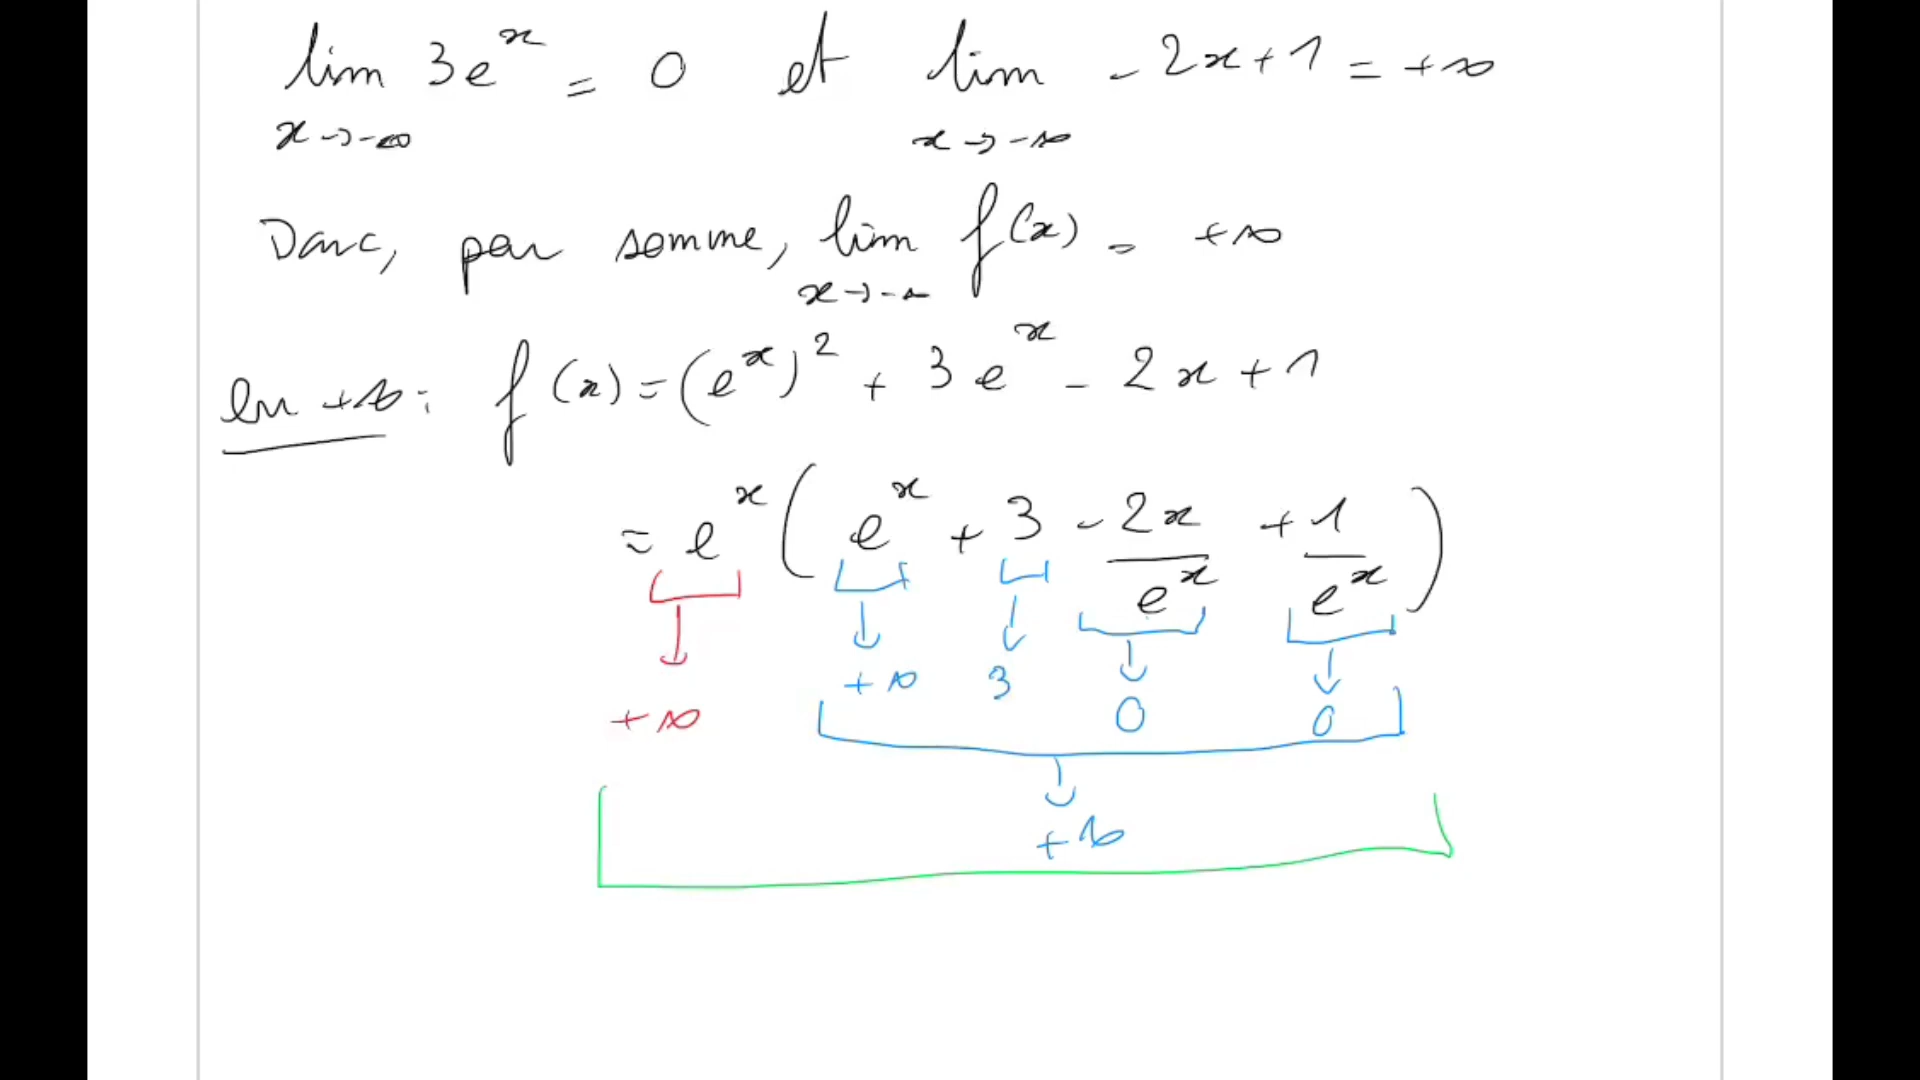 lim 3e^x = 0 et lim -2x+1 = +∞
x→-∞ x→-∞
Donc, par somme, lim f(x) = +∞
x→-∞
en +∞: f(x) = (e^x)^2 + 3e^x - 2x + 1
= e^x ( e^x + 3 - 2x/e^x + 1/e^x )
+∞ 3 0 0
+∞
+∞